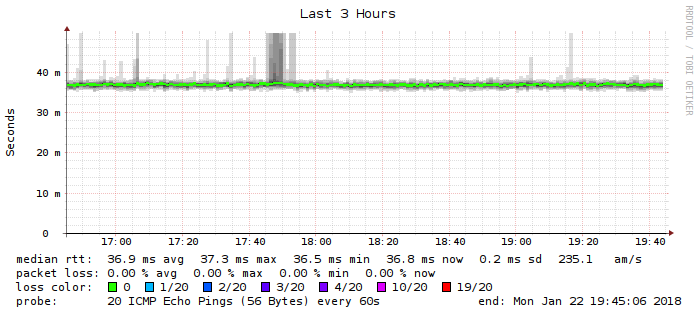 Last 3 Hours
RRDTOOL / TOBI OETIKER
Seconds
40 m
30 m
20 m
10 m
0
17:00 17:20 17:40 18:00 18:20 18:40 19:00 19:20 19:40
median rtt: 36.9 ms avg 37.3 ms max 36.5 ms min 36.8 ms now 0.2 ms sd 235.1 am/s
packet loss: 0.00 % avg 0.00 % max 0.00 % min 0.00 % now
loss color: 0 1/20 2/20 3/20 4/20 10/20 19/20
probe: 20 ICMP Echo Pings (56 Bytes) every 60s end: Mon Jan 22 19:45:06 2018